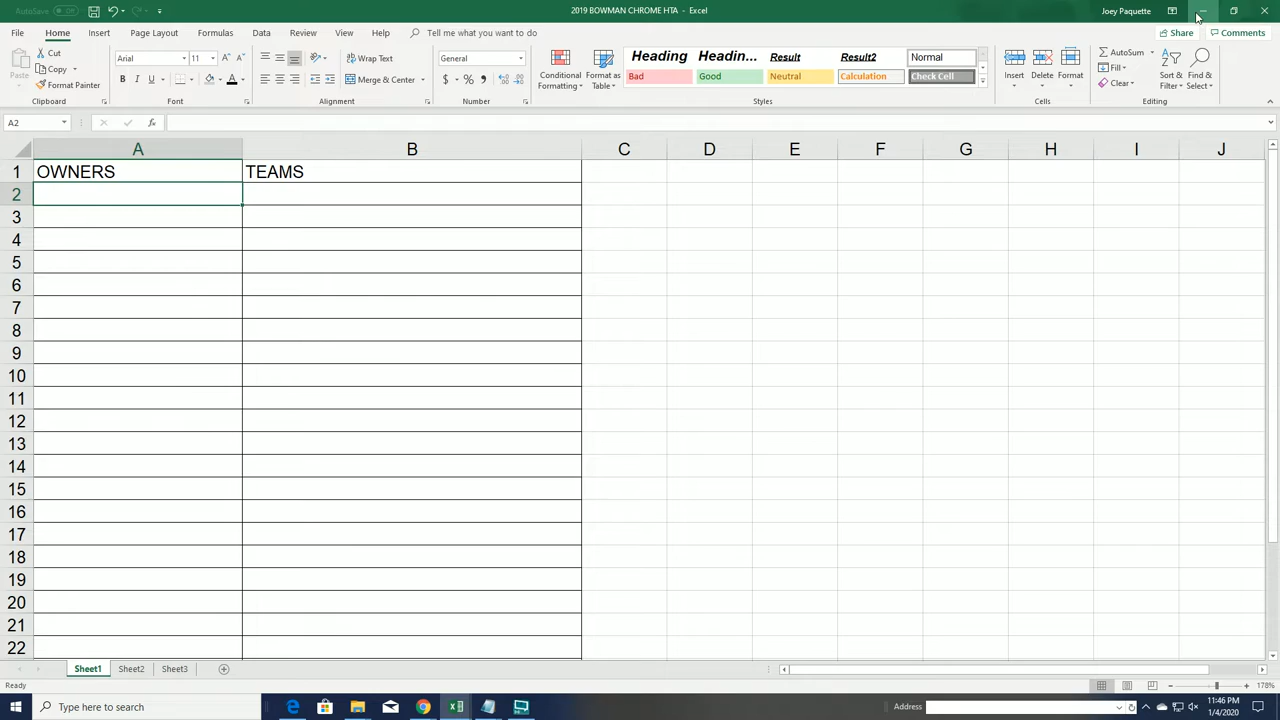 AutoSave Off
2019 BOWMAN CHROME HTA - Excel
Joey Paquette
File Home Insert Page Layout Formulas Data Review View Help Tell me what you want to do
Share Comments
Paste
Cut
Copy
Format Painter
Clipboard
Arial 11
B I U
Font
Wrap Text
Merge & Center
Alignment
General
$ % ,
Number
Conditional Formatting
Format as Table
Heading Headin... Result Result2 Normal
Bad Good Neutral Calculation Check Cell
Styles
Insert Delete Format
Cells
AutoSum
Fill
Clear
Sort & Filter
Find & Select
Editing
A2
fx
A B C D E F G H I J
1 OWNERS TEAMS
2
3
4
5
6
7
8
9
10
11
12
13
14
15
16
17
18
19
20
21
22
Sheet1 Sheet2 Sheet3
Ready
178%
Type here to search
Address
11:46 PM
1/4/2020